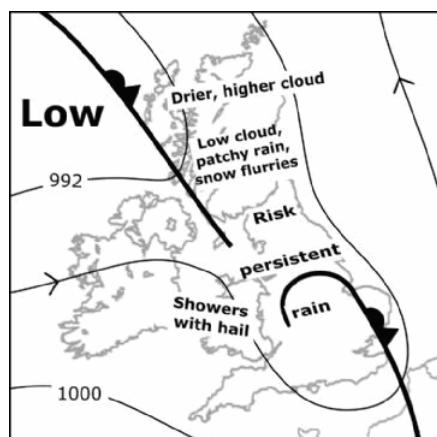 Drier, higher cloud
Low
Low cloud,
patchy rain,
snow flurries
992
Risk
persistent
Showers
with hail
rain
1000